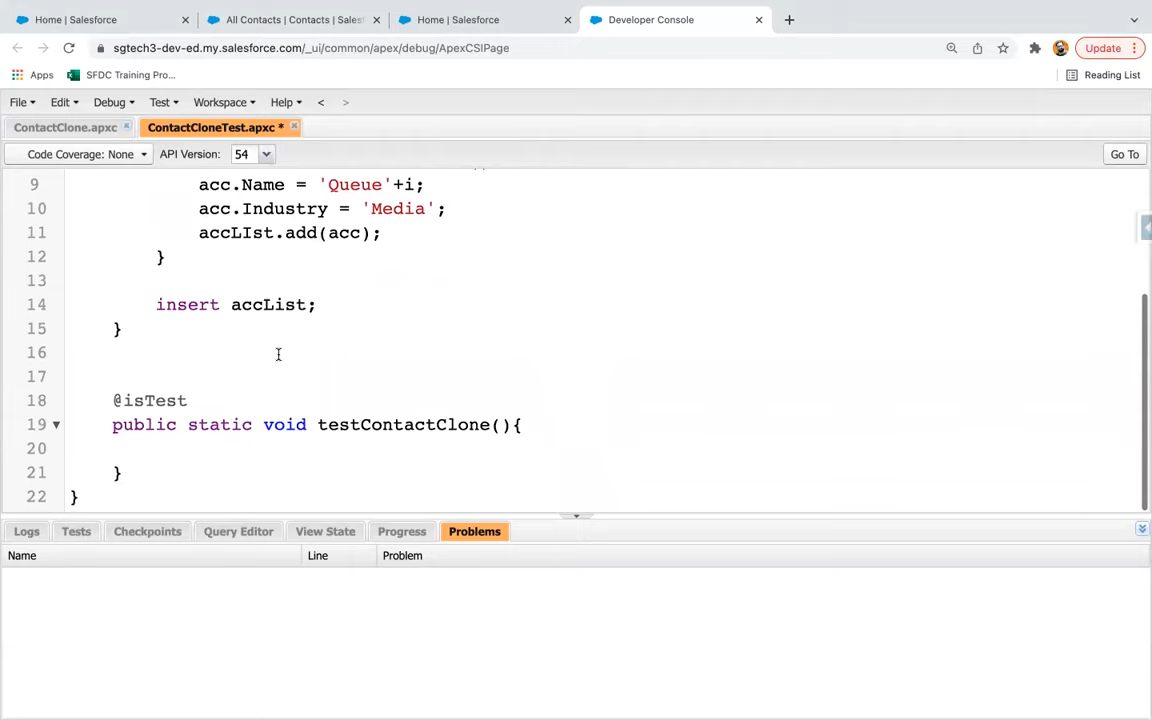 Home | Salesforce
All Contacts | Contacts | Sales
Home | Salesforce
Developer Console
sgtech3-dev-ed.my.salesforce.com/_ui/common/apex/debug/ApexCSIPage
Update
Apps
SFDC Training Pro...
Reading List
File Edit Debug Test Workspace Help < >
ContactClone.apxc
ContactCloneTest.apxc *
Code Coverage: None
API Version:
54
Go To
9 acc.Name = 'Queue'+i;
10 acc.Industry = 'Media';
11 accLIst.add(acc);
12 }
13
14 insert accList;
15 }
16
17
18 @isTest
19 public static void testContactClone(){
20
21 }
22 }
Logs Tests Checkpoints Query Editor View State Progress Problems
Name Line Problem